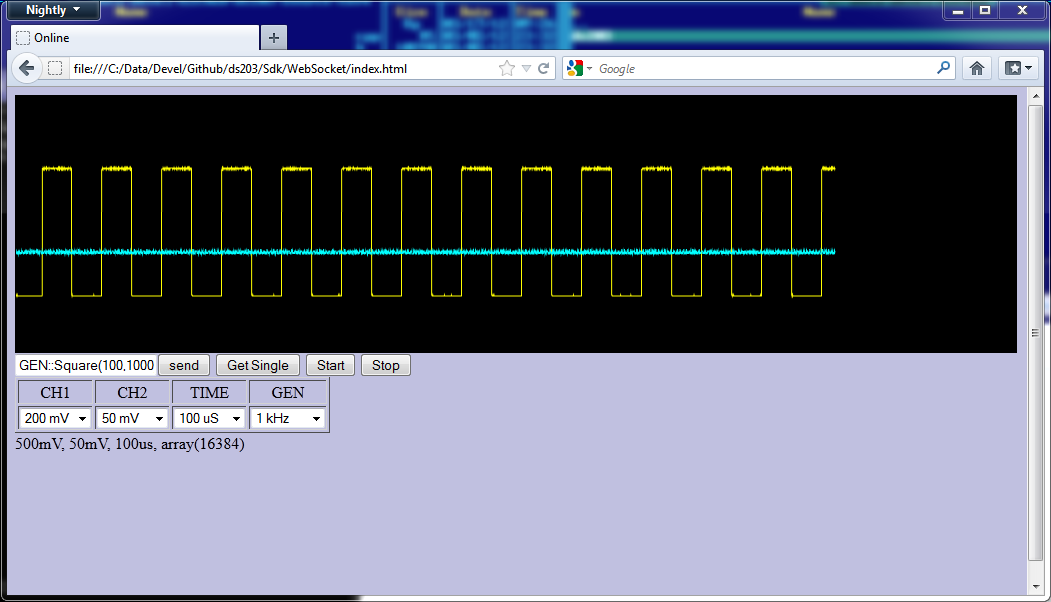 Nightly
Online
file:///C:/Data/Devel/Github/ds203/Sdk/WebSocket/index.html
Google
GEN::Square(100,1000 send Get Single Start Stop
CH1 CH2 TIME GEN
200 mV 50 mV 100 uS 1 kHz
500mV, 50mV, 100us, array(16384)